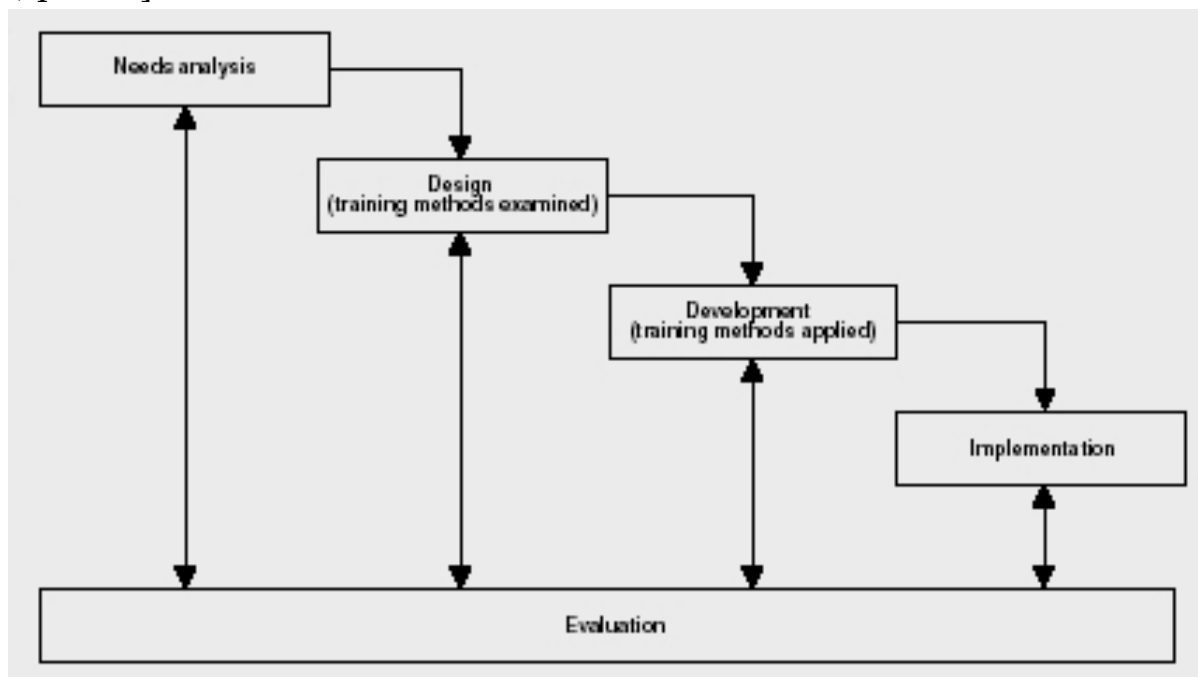 Needs analysis
Design
(training methods examined)
Development
(training methods applied)
Implementation
Evaluation